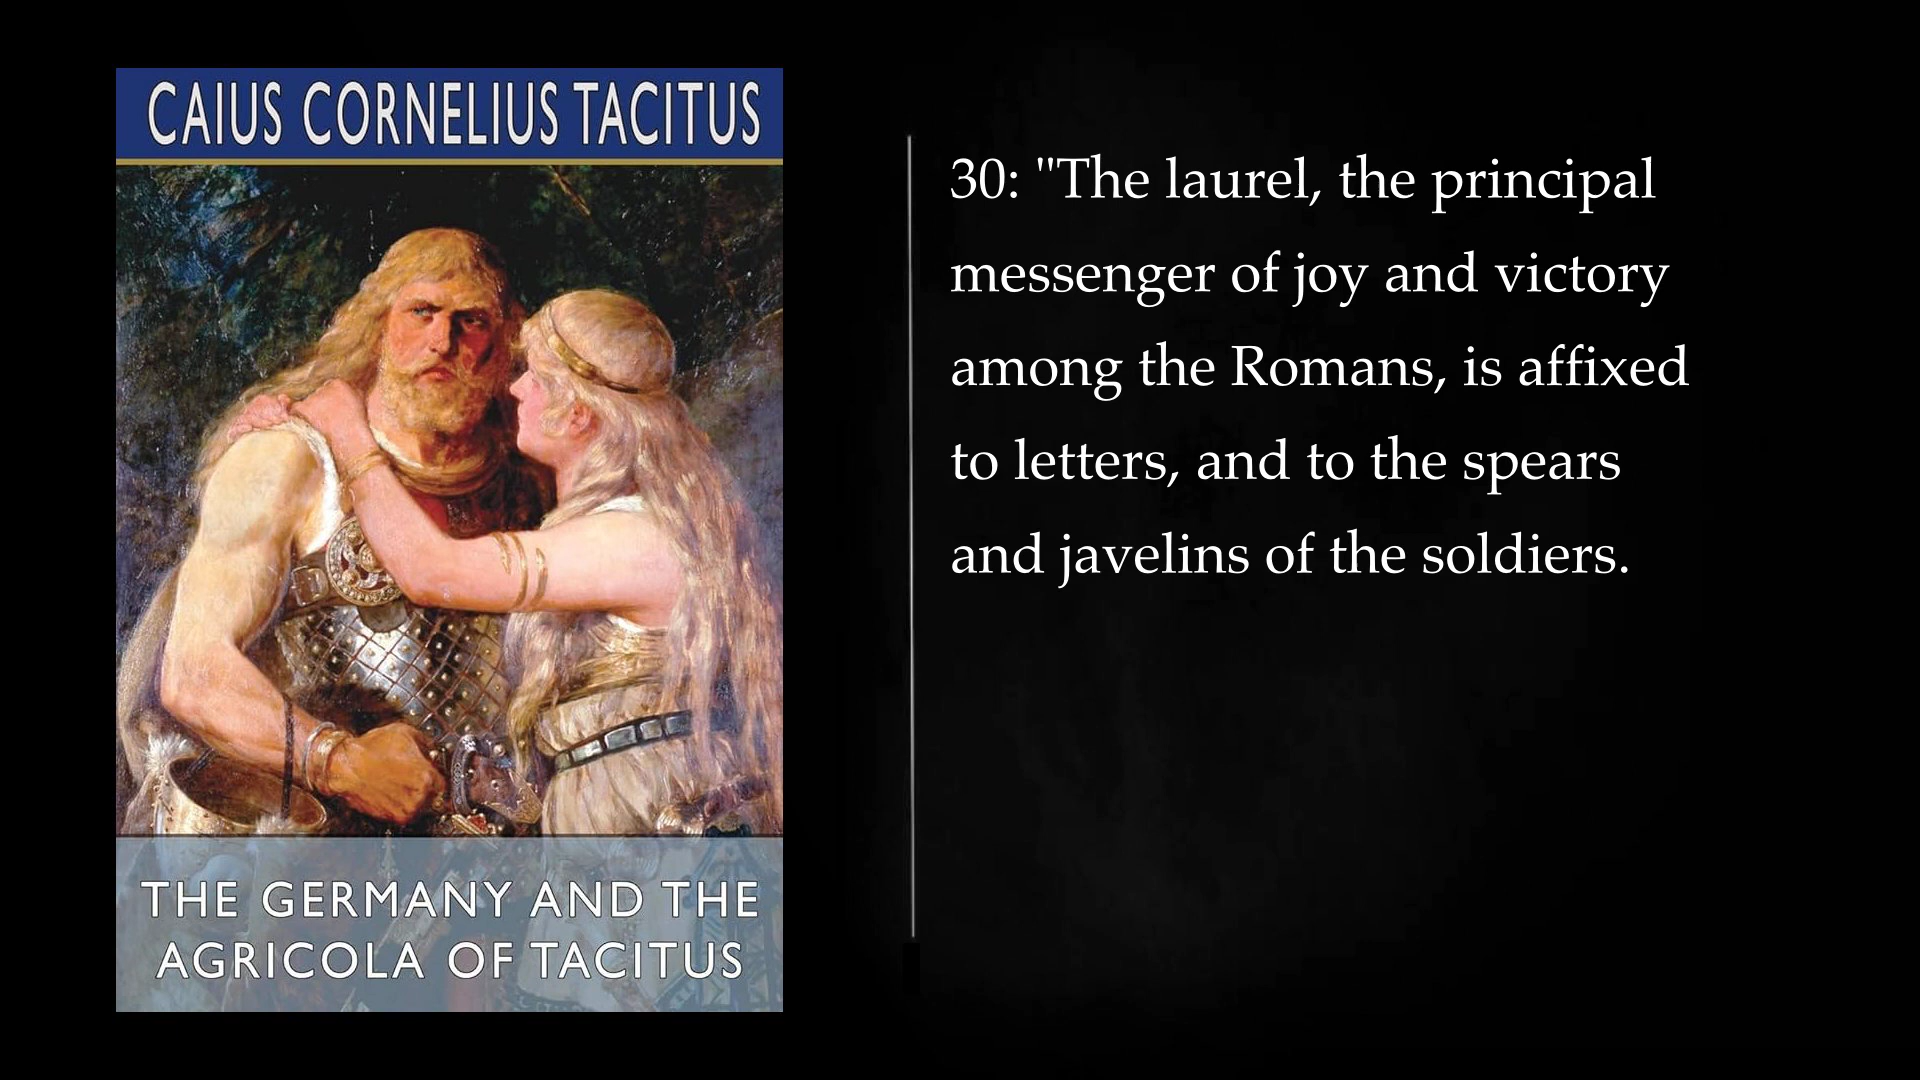 CAIUS CORNELIUS TACITUS
THE GERMANY AND THE
AGRICOLA OF TACITUS
30: "The laurel, the principal
messenger of joy and victory
among the Romans, is affixed
to letters, and to the spears
and javelins of the soldiers.